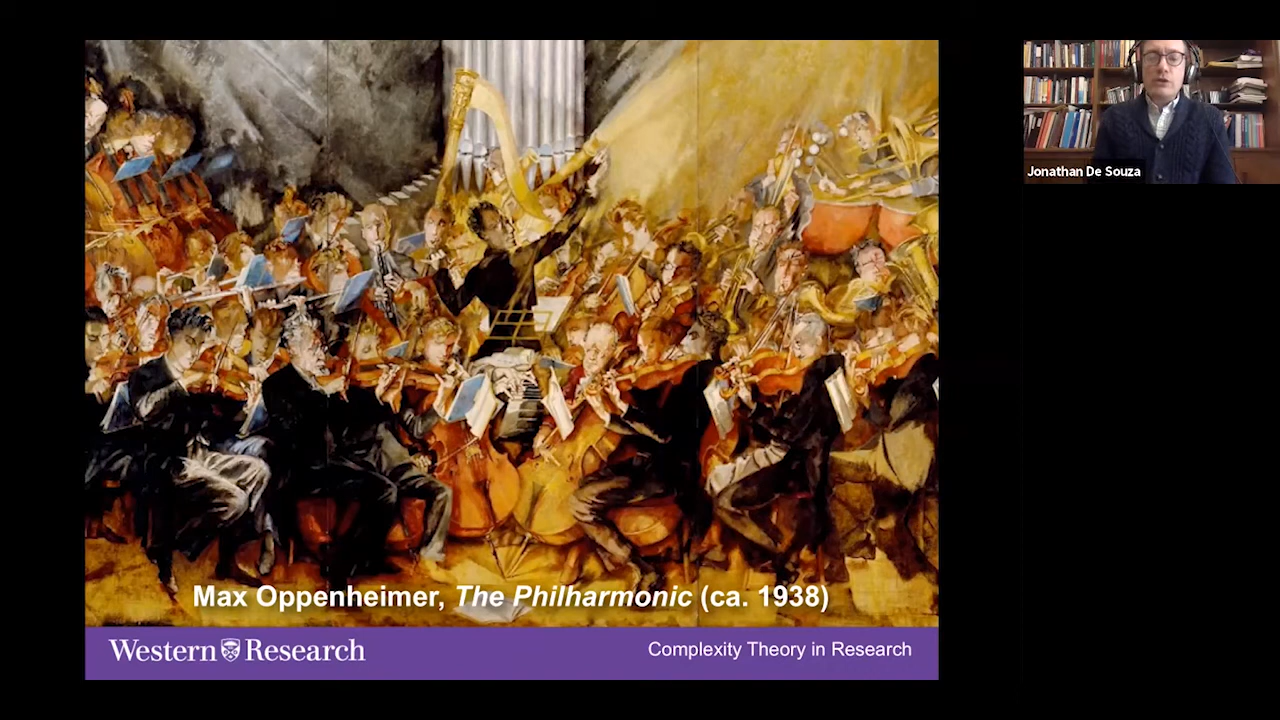 Jonathan De Souza
Max Oppenheimer, The Philharmonic (ca. 1938)
Western Research
Complexity Theory in Research